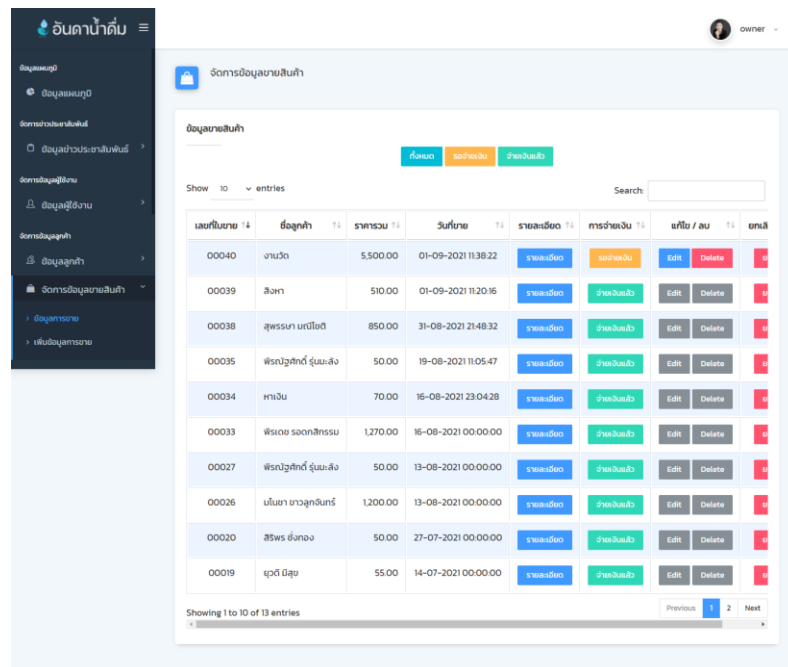 อันดาน้ำดื่ม
owner
ข้อมูลแผนภูมิ
ข้อมูลแผนภูมิ
จัดการข่าวประชาสัมพันธ์
ข้อมูลข่าวประชาสัมพันธ์
จัดการข้อมูลผู้ใช้งาน
ข้อมูลผู้ใช้งาน
จัดการข้อมูลลูกค้า
ข้อมูลลูกค้า
จัดการข้อมูลขายสินค้า
ข้อมูลการขาย
เพิ่มข้อมูลการขาย
จัดการข้อมูลขายสินค้า
ข้อมูลขายสินค้า
ทั้งหมด รอจ่ายเงิน จ่ายเงินแล้ว
Show 10 entries Search:
เลขที่ใบขาย ชื่อลูกค้า ราคารวม วันที่ขาย รายละเอียด การจ่ายเงิน แก้ไข / ลบ ยกเลิ
00040 งานวัด 5,500.00 01-09-2021 11:38:22 รายละเอียด รอจ่ายเงิน Edit Delete ย
00039 สิงหา 510.00 01-09-2021 11:20:16 รายละเอียด จ่ายเงินแล้ว Edit Delete ย
00038 สุพรรษา มณีโชติ 850.00 31-08-2021 21:48:32 รายละเอียด จ่ายเงินแล้ว Edit Delete ย
00035 พีรณัฐศักดิ์ รุ่นมะลัง 50.00 19-08-2021 11:05:47 รายละเอียด จ่ายเงินแล้ว Edit Delete ย
00034 หาเงิน 70.00 16-08-2021 23:04:28 รายละเอียด จ่ายเงินแล้ว Edit Delete ย
00033 พีรเดช รอดกสิกรรม 1,270.00 16-08-2021 00:00:00 รายละเอียด จ่ายเงินแล้ว Edit Delete ย
00027 พีรณัฐศักดิ์ รุ่นมะลัง 50.00 13-08-2021 00:00:00 รายละเอียด จ่ายเงินแล้ว Edit Delete ย
00026 มโนชา ขาวลูกจันทร์ 1,200.00 13-08-2021 00:00:00 รายละเอียด จ่ายเงินแล้ว Edit Delete ย
00020 สิริพร ชั่งทอง 50.00 27-07-2021 00:00:00 รายละเอียด จ่ายเงินแล้ว Edit Delete ย
00019 ยุวดี มีสุข 55.00 14-07-2021 00:00:00 รายละเอียด จ่ายเงินแล้ว Edit Delete ย
Showing 1 to 10 of 13 entries Previous 1 2 Next